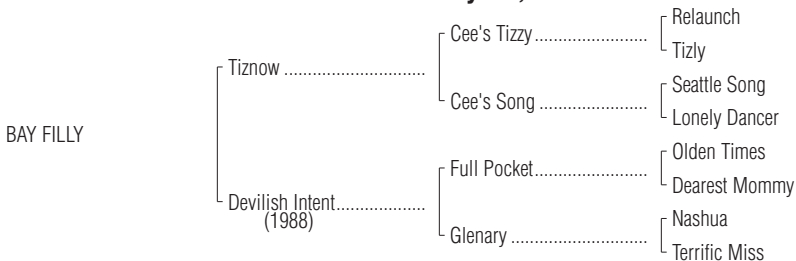 Relaunch
Cee's Tizzy
Tizly
Tiznow
Seattle Song
Cee's Song
Lonely Dancer
BAY FILLY
Olden Times
Full Pocket
Dearest Mommy
Devilish Intent
(1988)
Nashua
Glenary
Terrific Miss